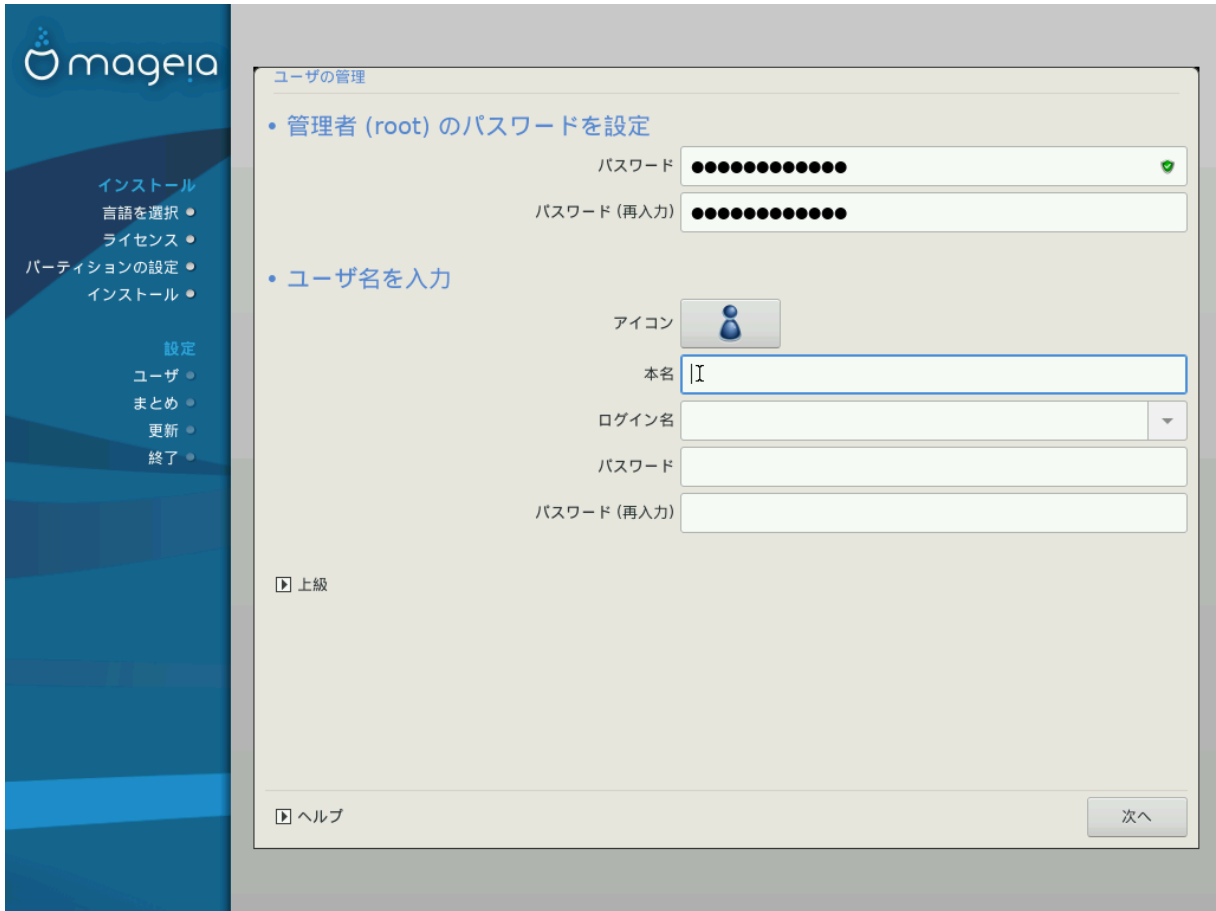 mageia
インストール
言語を選択
ライセンス
パーティションの設定
インストール
設定
ユーザ
まとめ
更新
終了
ユーザの管理
• 管理者 (root) のパスワードを設定
パスワード ●●●●●●●●●●●●
パスワード (再入力) ●●●●●●●●●●●●
• ユーザ名を入力
アイコン
本名
ログイン名
パスワード
パスワード (再入力)
上級
ヘルプ
次へ